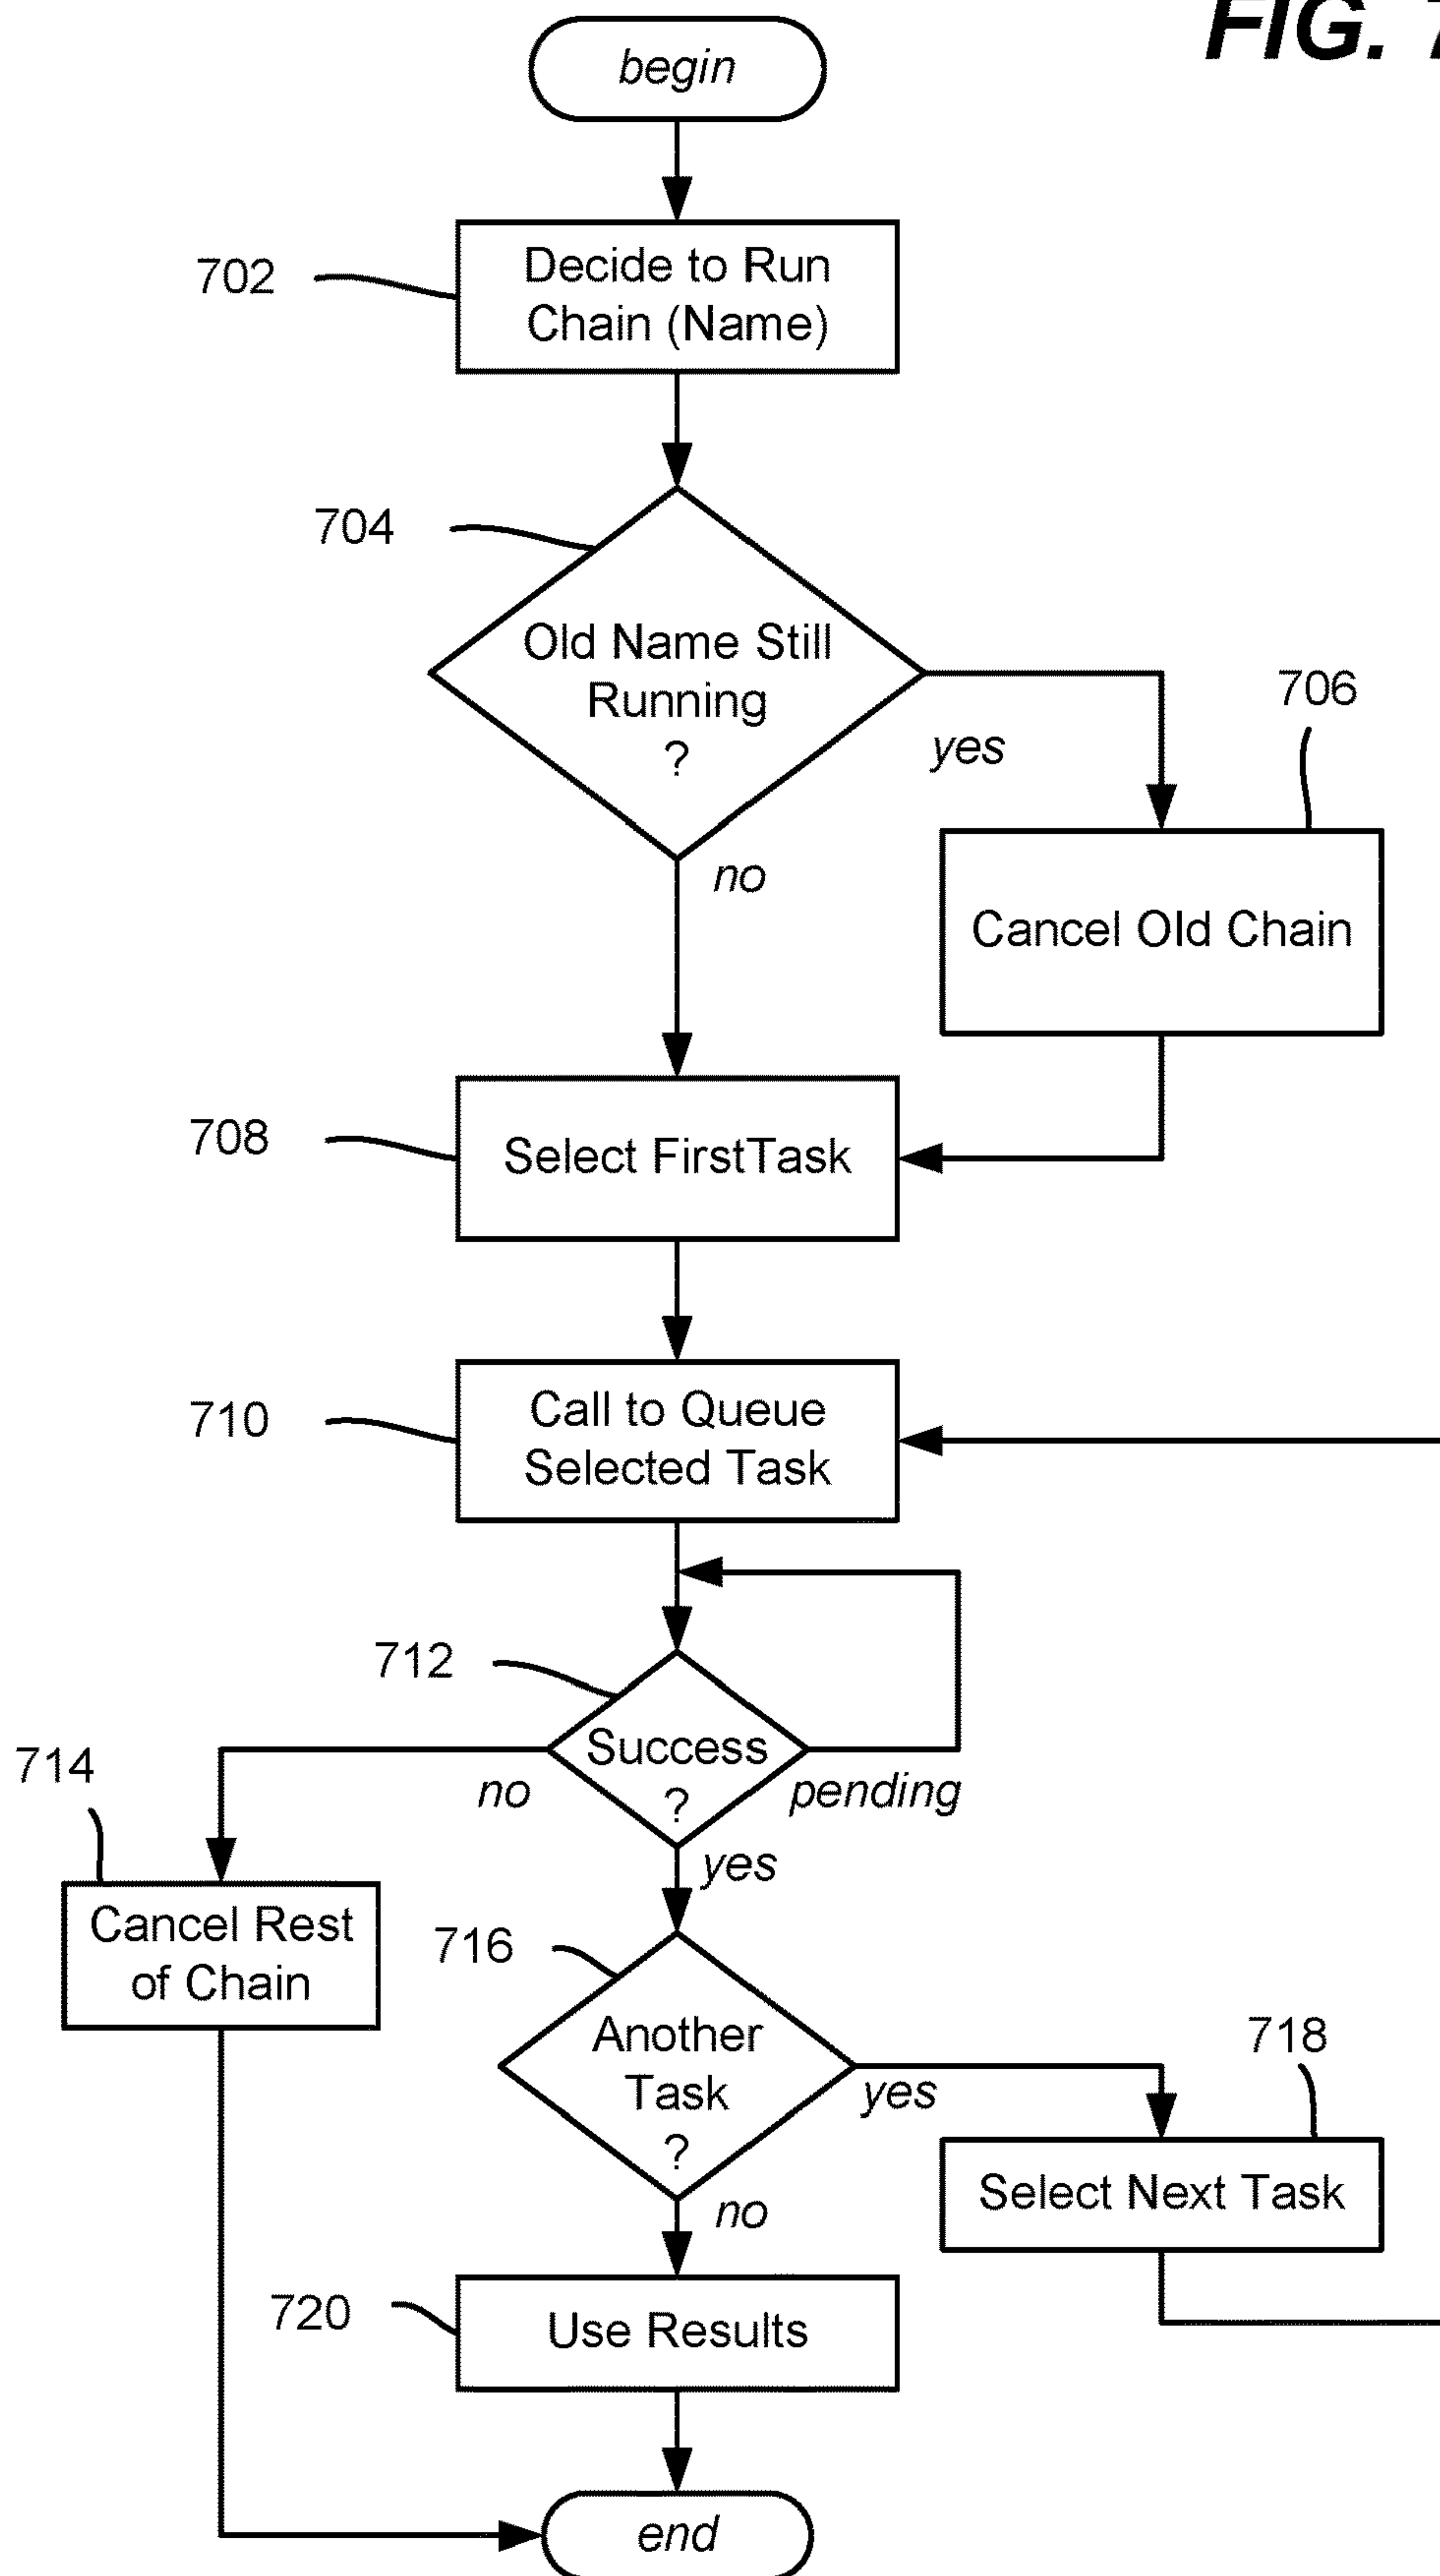 FIG. 7
begin
702
Decide to Run
Chain (Name)
704
Old Name Still
Running
?
yes
706
no
Cancel Old Chain
708
Select FirstTask
710
Call to Queue
Selected Task
712
Success
?
no
pending
yes
714
Cancel Rest
of Chain
716
Another
Task
?
yes
718
no
Select Next Task
720
Use Results
end